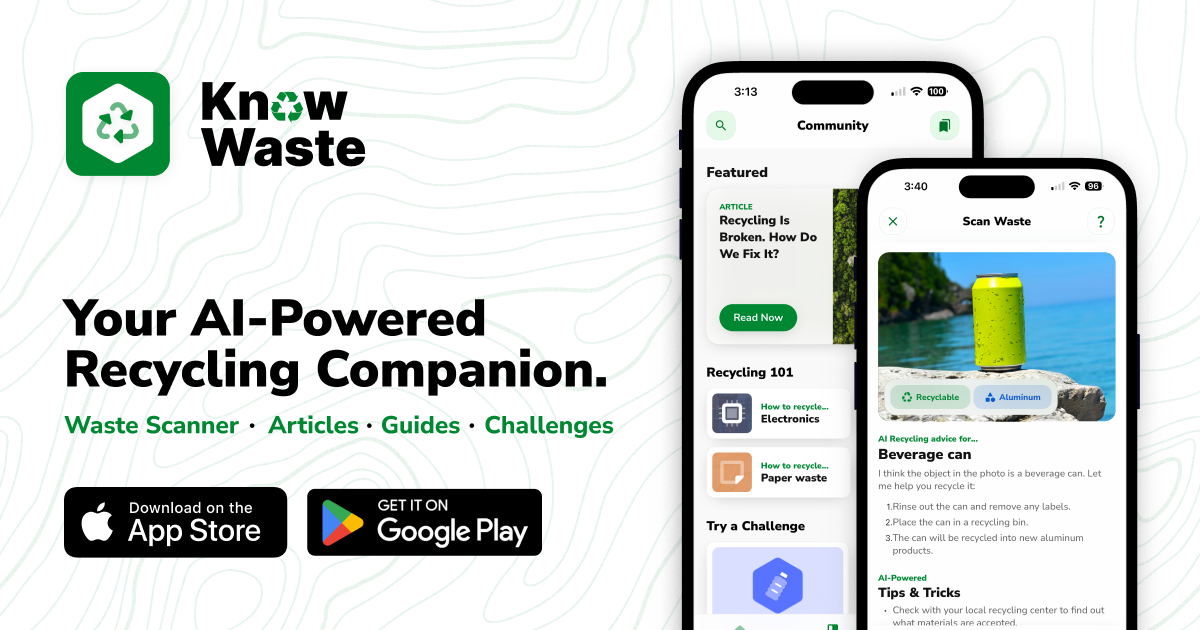 Know
Waste
Your AI-Powered
Recycling Companion.
Waste Scanner · Articles · Guides · Challenges
Download on the
App Store
GET IT ON
Google Play
3:13
100
Community
Featured
ARTICLE
Recycling Is
Broken. How Do
We Fix It?
Read Now
Recycling 101
How to recycle...
Electronics
How to recycle...
Paper waste
Try a Challenge
3:40
96
Scan Waste
?
Recyclable
Aluminum
AI Recycling advice for...
Beverage can
I think the object in the photo is a beverage can. Let
me help you recycle it:
1.Rinse out the can and remove any labels.
2.Place the can in a recycling bin.
3.The can will be recycled into new aluminum
products.
AI-Powered
Tips & Tricks
• Check with your local recycling center to find out
what materials are accepted.